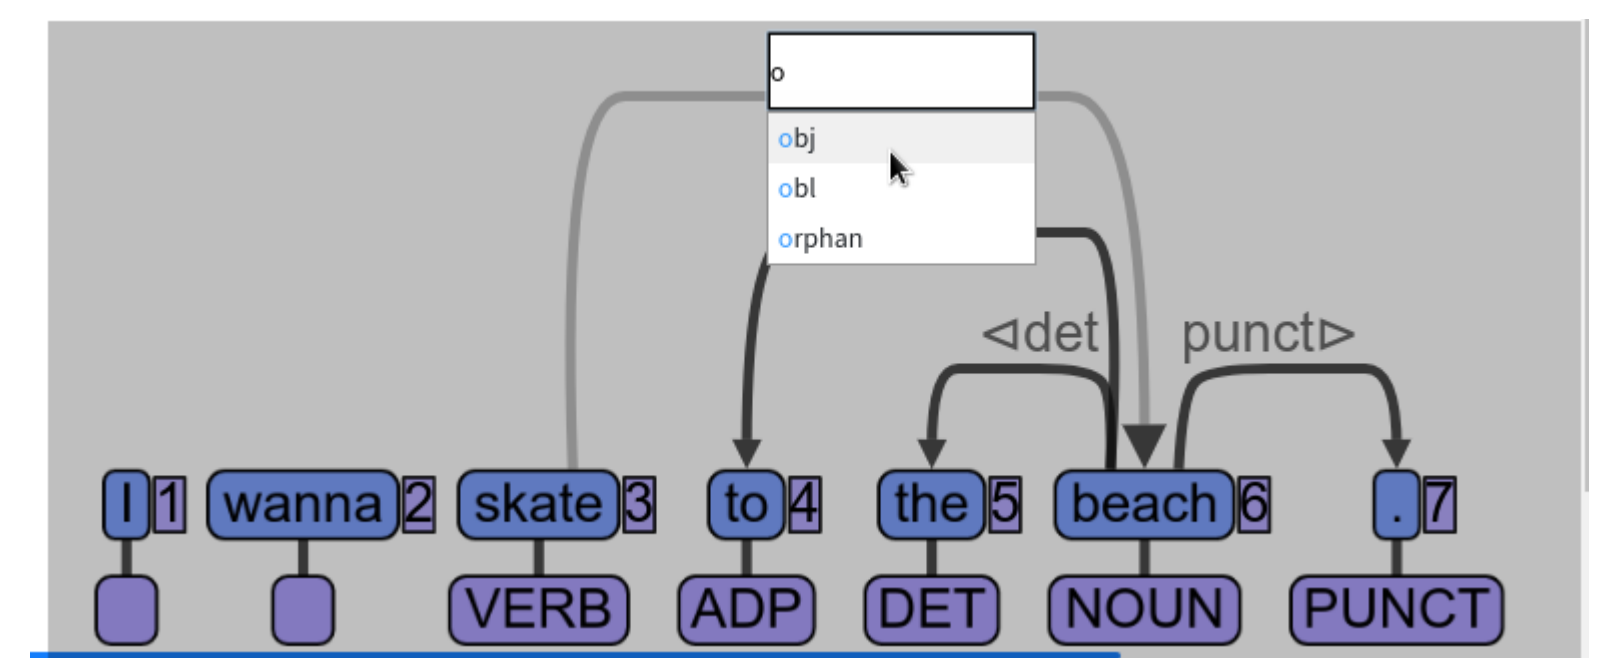 o
obj
obl
orphan
⊲det punct⊳
I 1 wanna 2 skate 3 to 4 the 5 beach 6 . 7
VERB ADP DET NOUN PUNCT